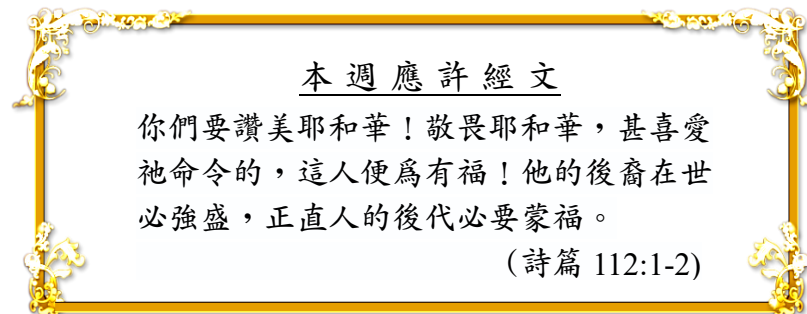 本週應許經文
你們要讚美耶和華！敬畏耶和華，甚喜愛
祂命令的，這人便為有福！他的後裔在世
必強盛，正直人的後代必要蒙福。
（詩篇 112:1-2)